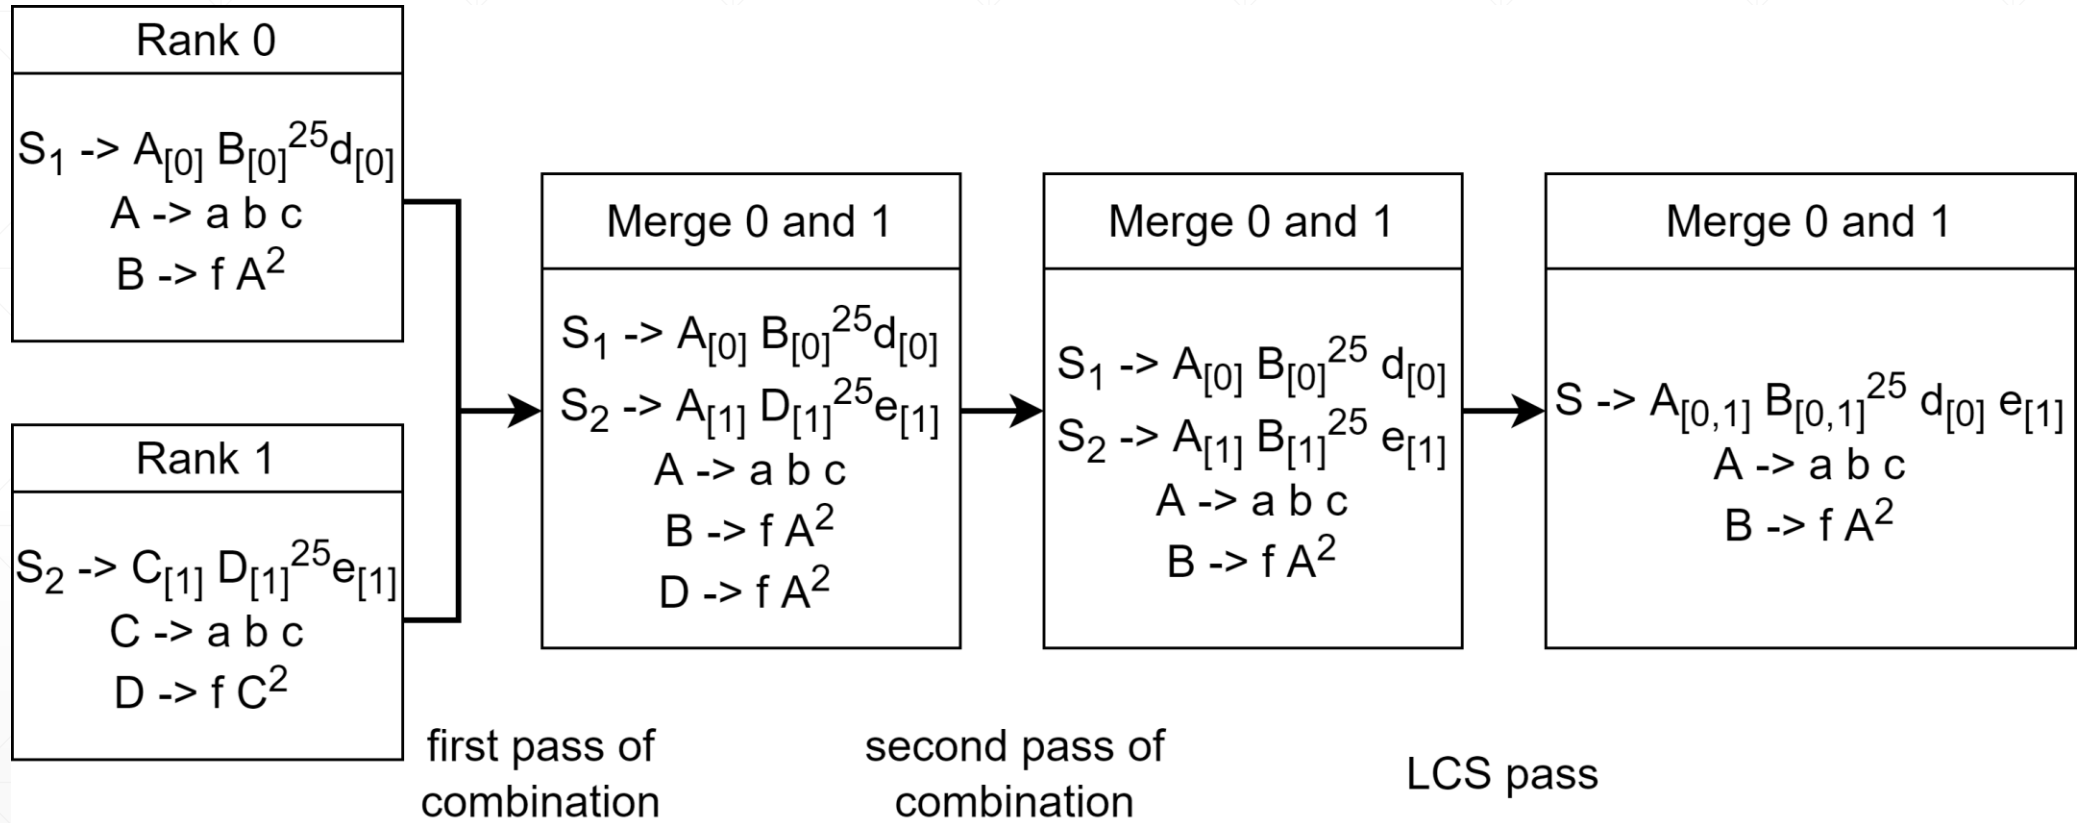 Rank 0
S₁ -> A[0] B[0]²⁵d[0]
A -> a b c
B -> f A²
Rank 1
S₂ -> C[1] D[1]²⁵e[1]
C -> a b c
D -> f C²
first pass of
combination
Merge 0 and 1
S₁ -> A[0] B[0]²⁵d[0]
S₂ -> A[1] D[1]²⁵e[1]
A -> a b c
B -> f A²
D -> f A²
second pass of
combination
Merge 0 and 1
S₁ -> A[0] B[0]²⁵ d[0]
S₂ -> A[1] B[1]²⁵ e[1]
A -> a b c
B -> f A²
LCS pass
Merge 0 and 1
S -> A[0,1] B[0,1]²⁵ d[0] e[1]
A -> a b c
B -> f A²